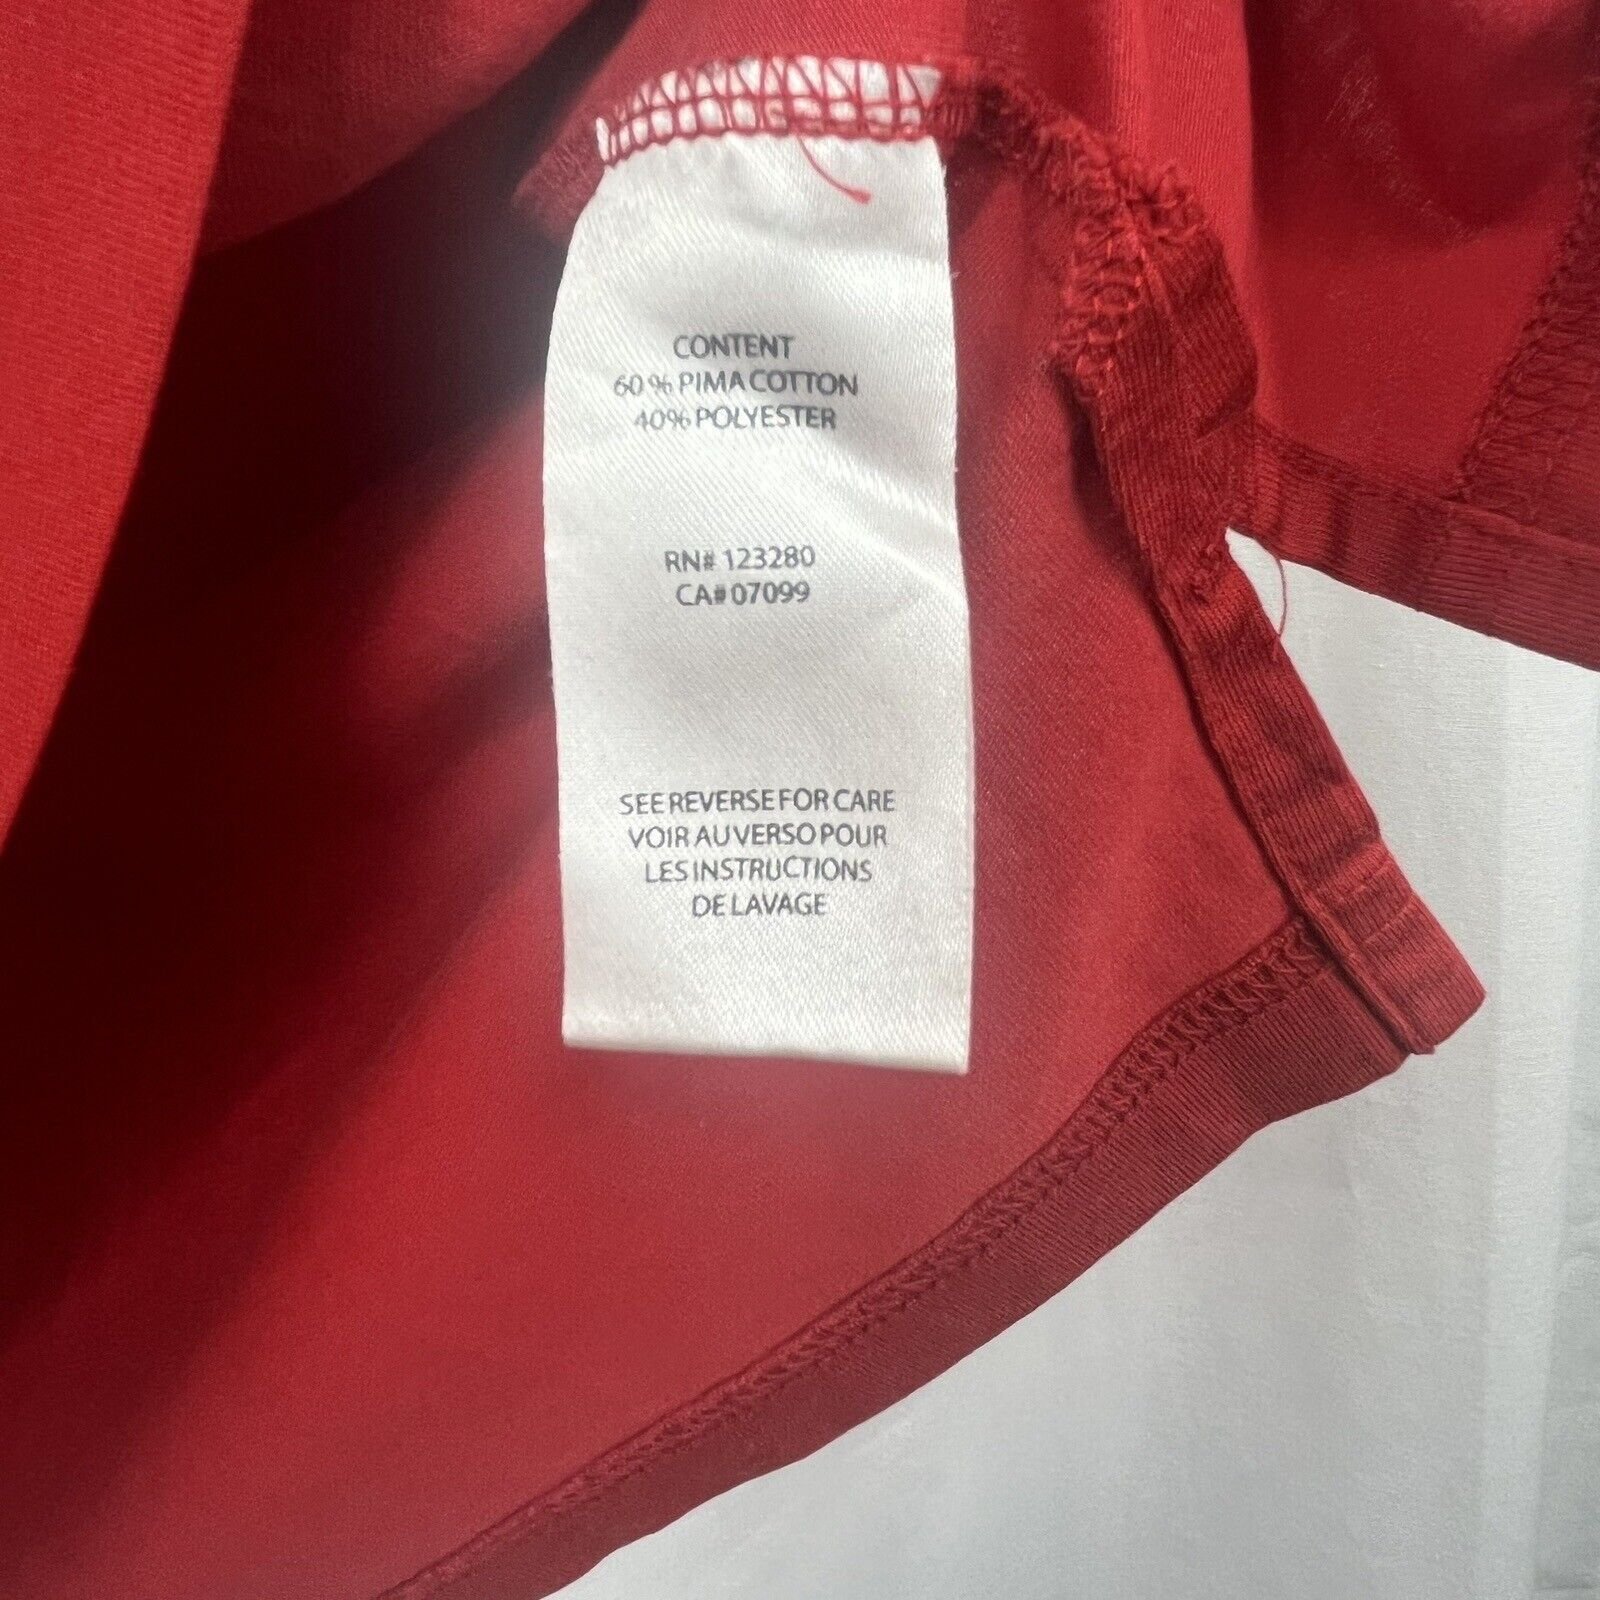 CONTENT
60% PIMA COTTON
40% POLYESTER
RN# 123280
CA# 07099
SEE REVERSE FOR CARE
VOIR AU VERSO POUR
LES INSTRUCTIONS
DE LAVAGE